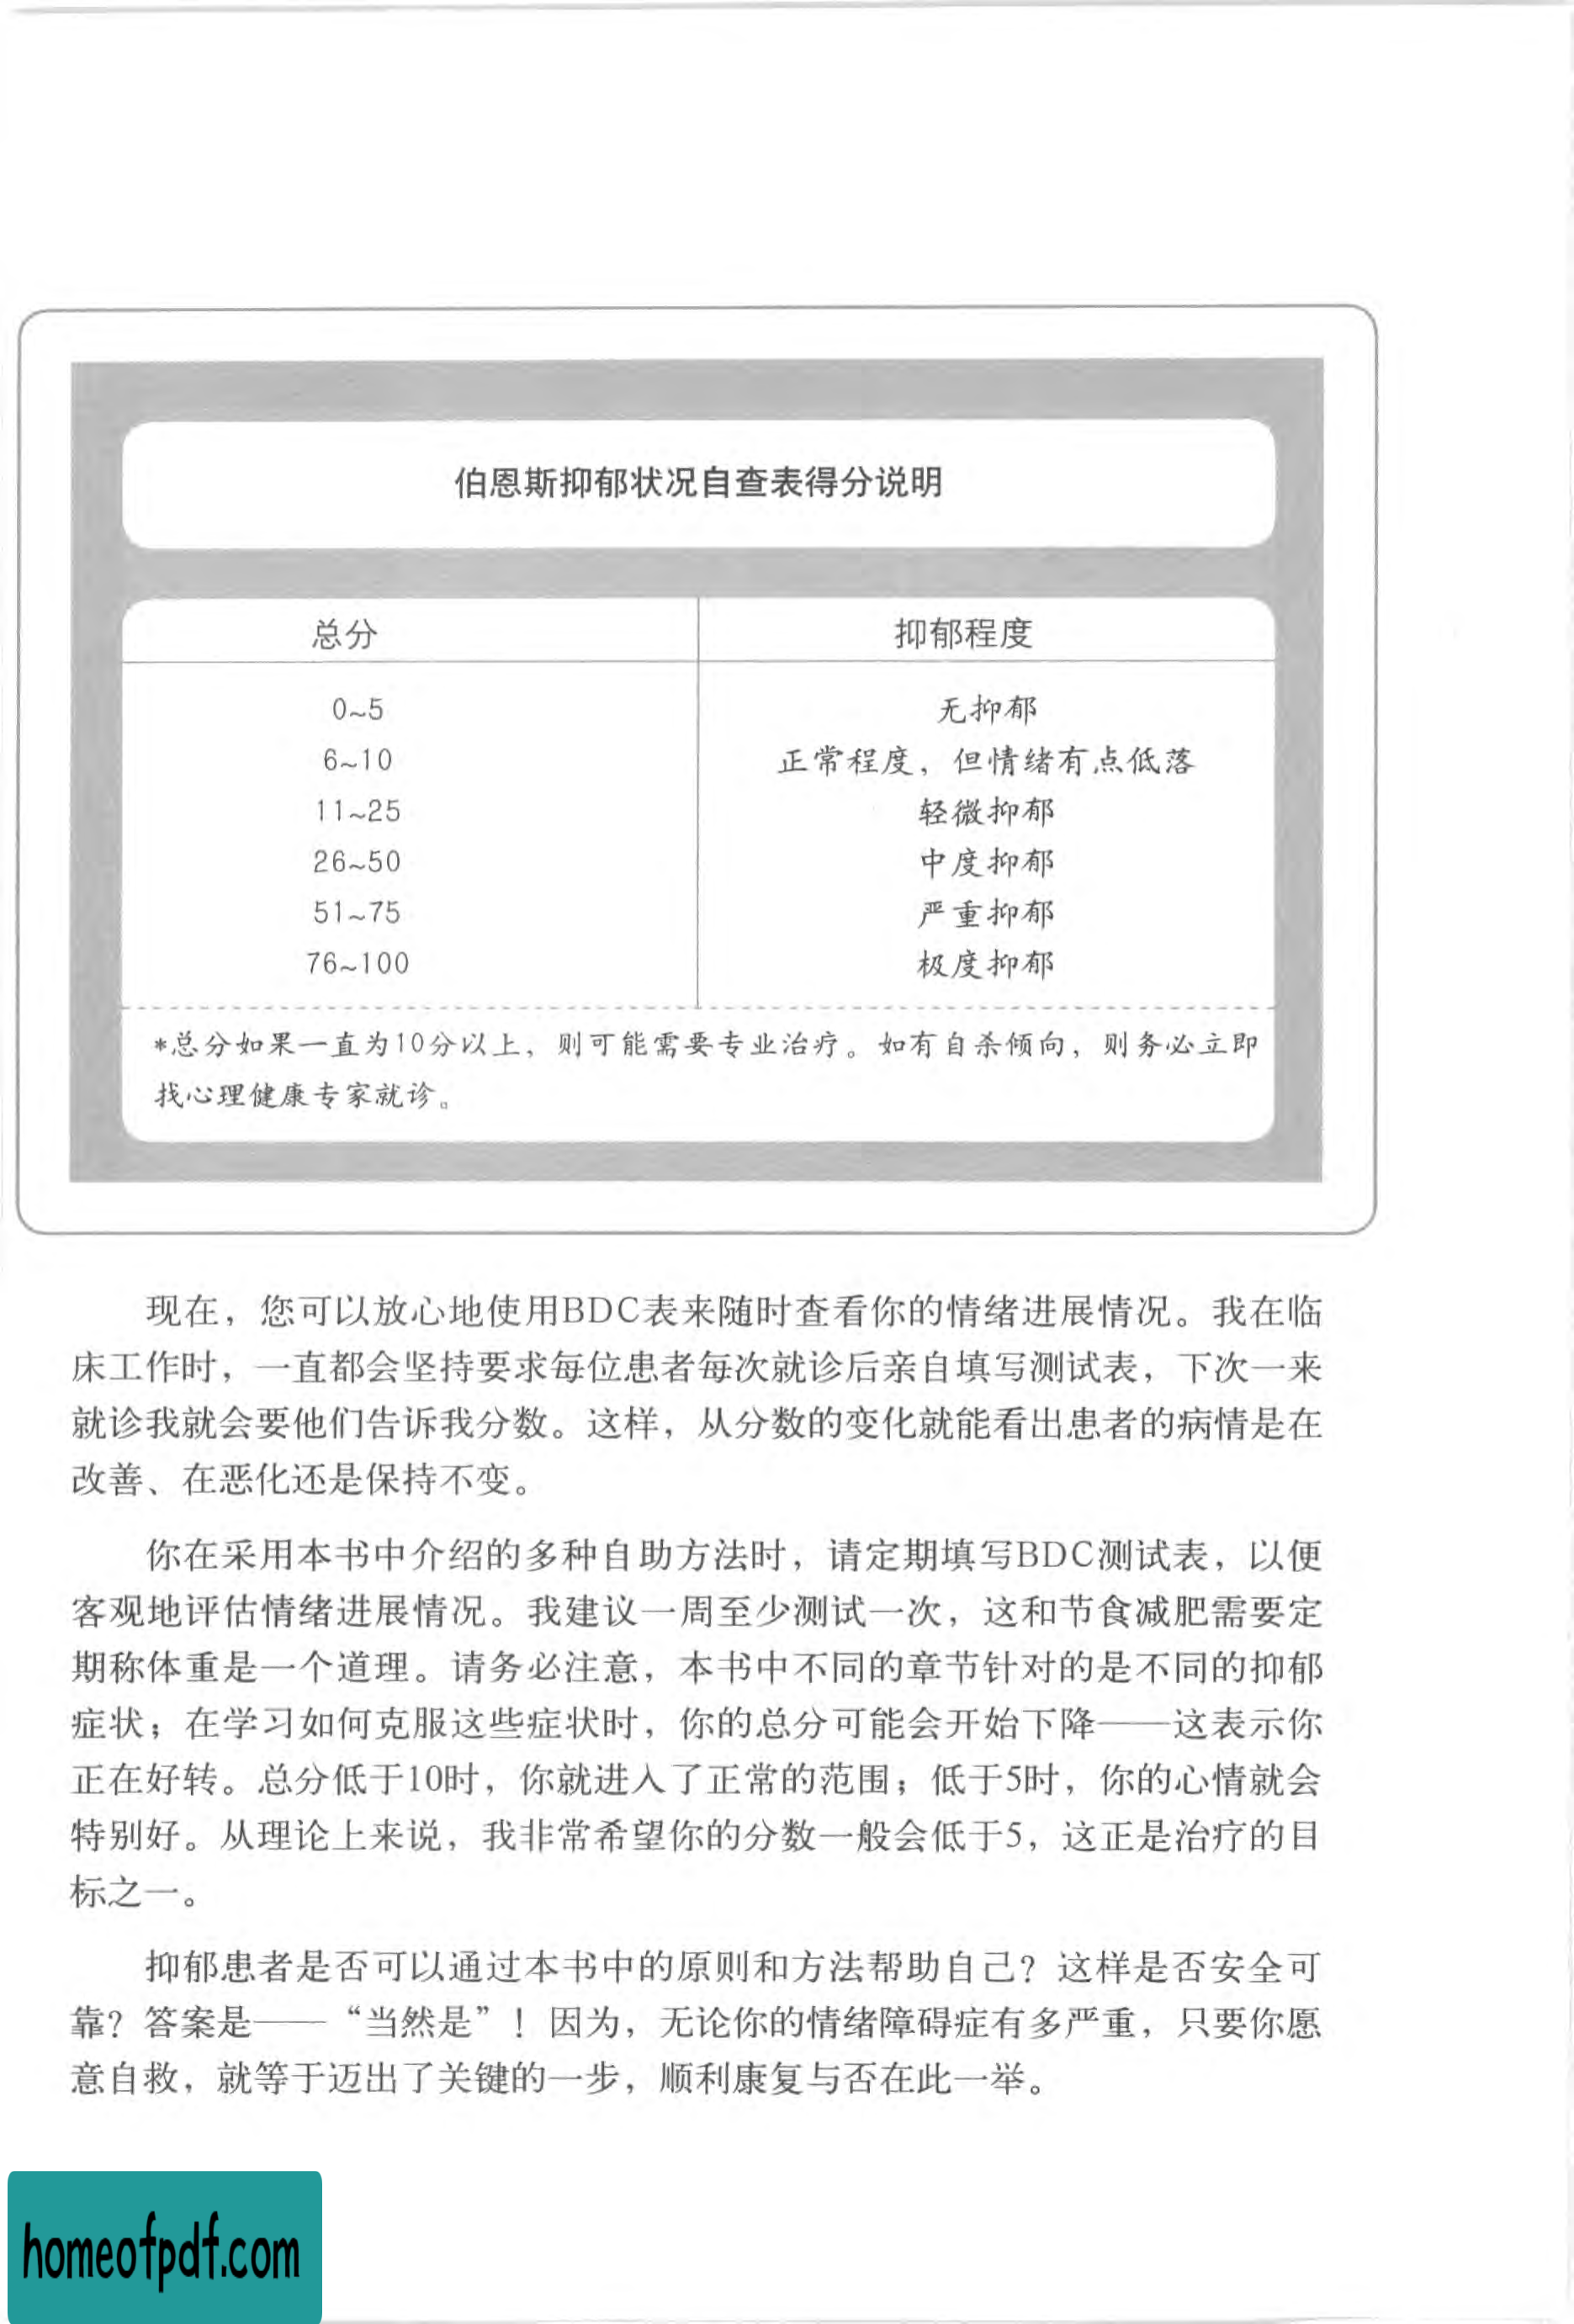 伯恩斯抑郁状况自查表得分说明
总分 抑郁程度
0~5 无抑郁
6~10 正常程度，但情绪有点低落
11~25 轻微抑郁
26~50 中度抑郁
51~75 严重抑郁
76~100 极度抑郁
*总分如果一直为10分以上，则可能需要专业治疗。如有自杀倾向，则务必立即
找心理健康专家就诊。
现在，您可以放心地使用BDC表来随时查看你的情绪进展情况。我在临
床工作时，一直都会坚持要求每位患者每次就诊后亲自填写测试表，下次一来
就诊我就会要他们告诉我分数。这样，从分数的变化就能看出患者的病情是在
改善、在恶化还是保持不变。
你在采用本书中介绍的多种自助方法时，请定期填写BDC测试表，以便
客观地评估情绪进展情况。我建议一周至少测试一次，这和节食减肥需要定
期称体重是一个道理。请务必注意，本书中不同的章节针对的是不同的抑郁
症状；在学习如何克服这些症状时，你的总分可能会开始下降——这表示你
正在好转。总分低于10时，你就进入了正常的范围；低于5时，你的心情就会
特别好。从理论上来说，我非常希望你的分数一般会低于5，这正是治疗的目
标之一。
抑郁患者是否可以通过本书中的原则和方法帮助自己？这样是否安全可
靠？答案是——“当然是”！因为，无论你的情绪障碍症有多严重，只要你愿
意自救，就等于迈出了关键的一步，顺利康复与否在此一举。
homeofpdf.com